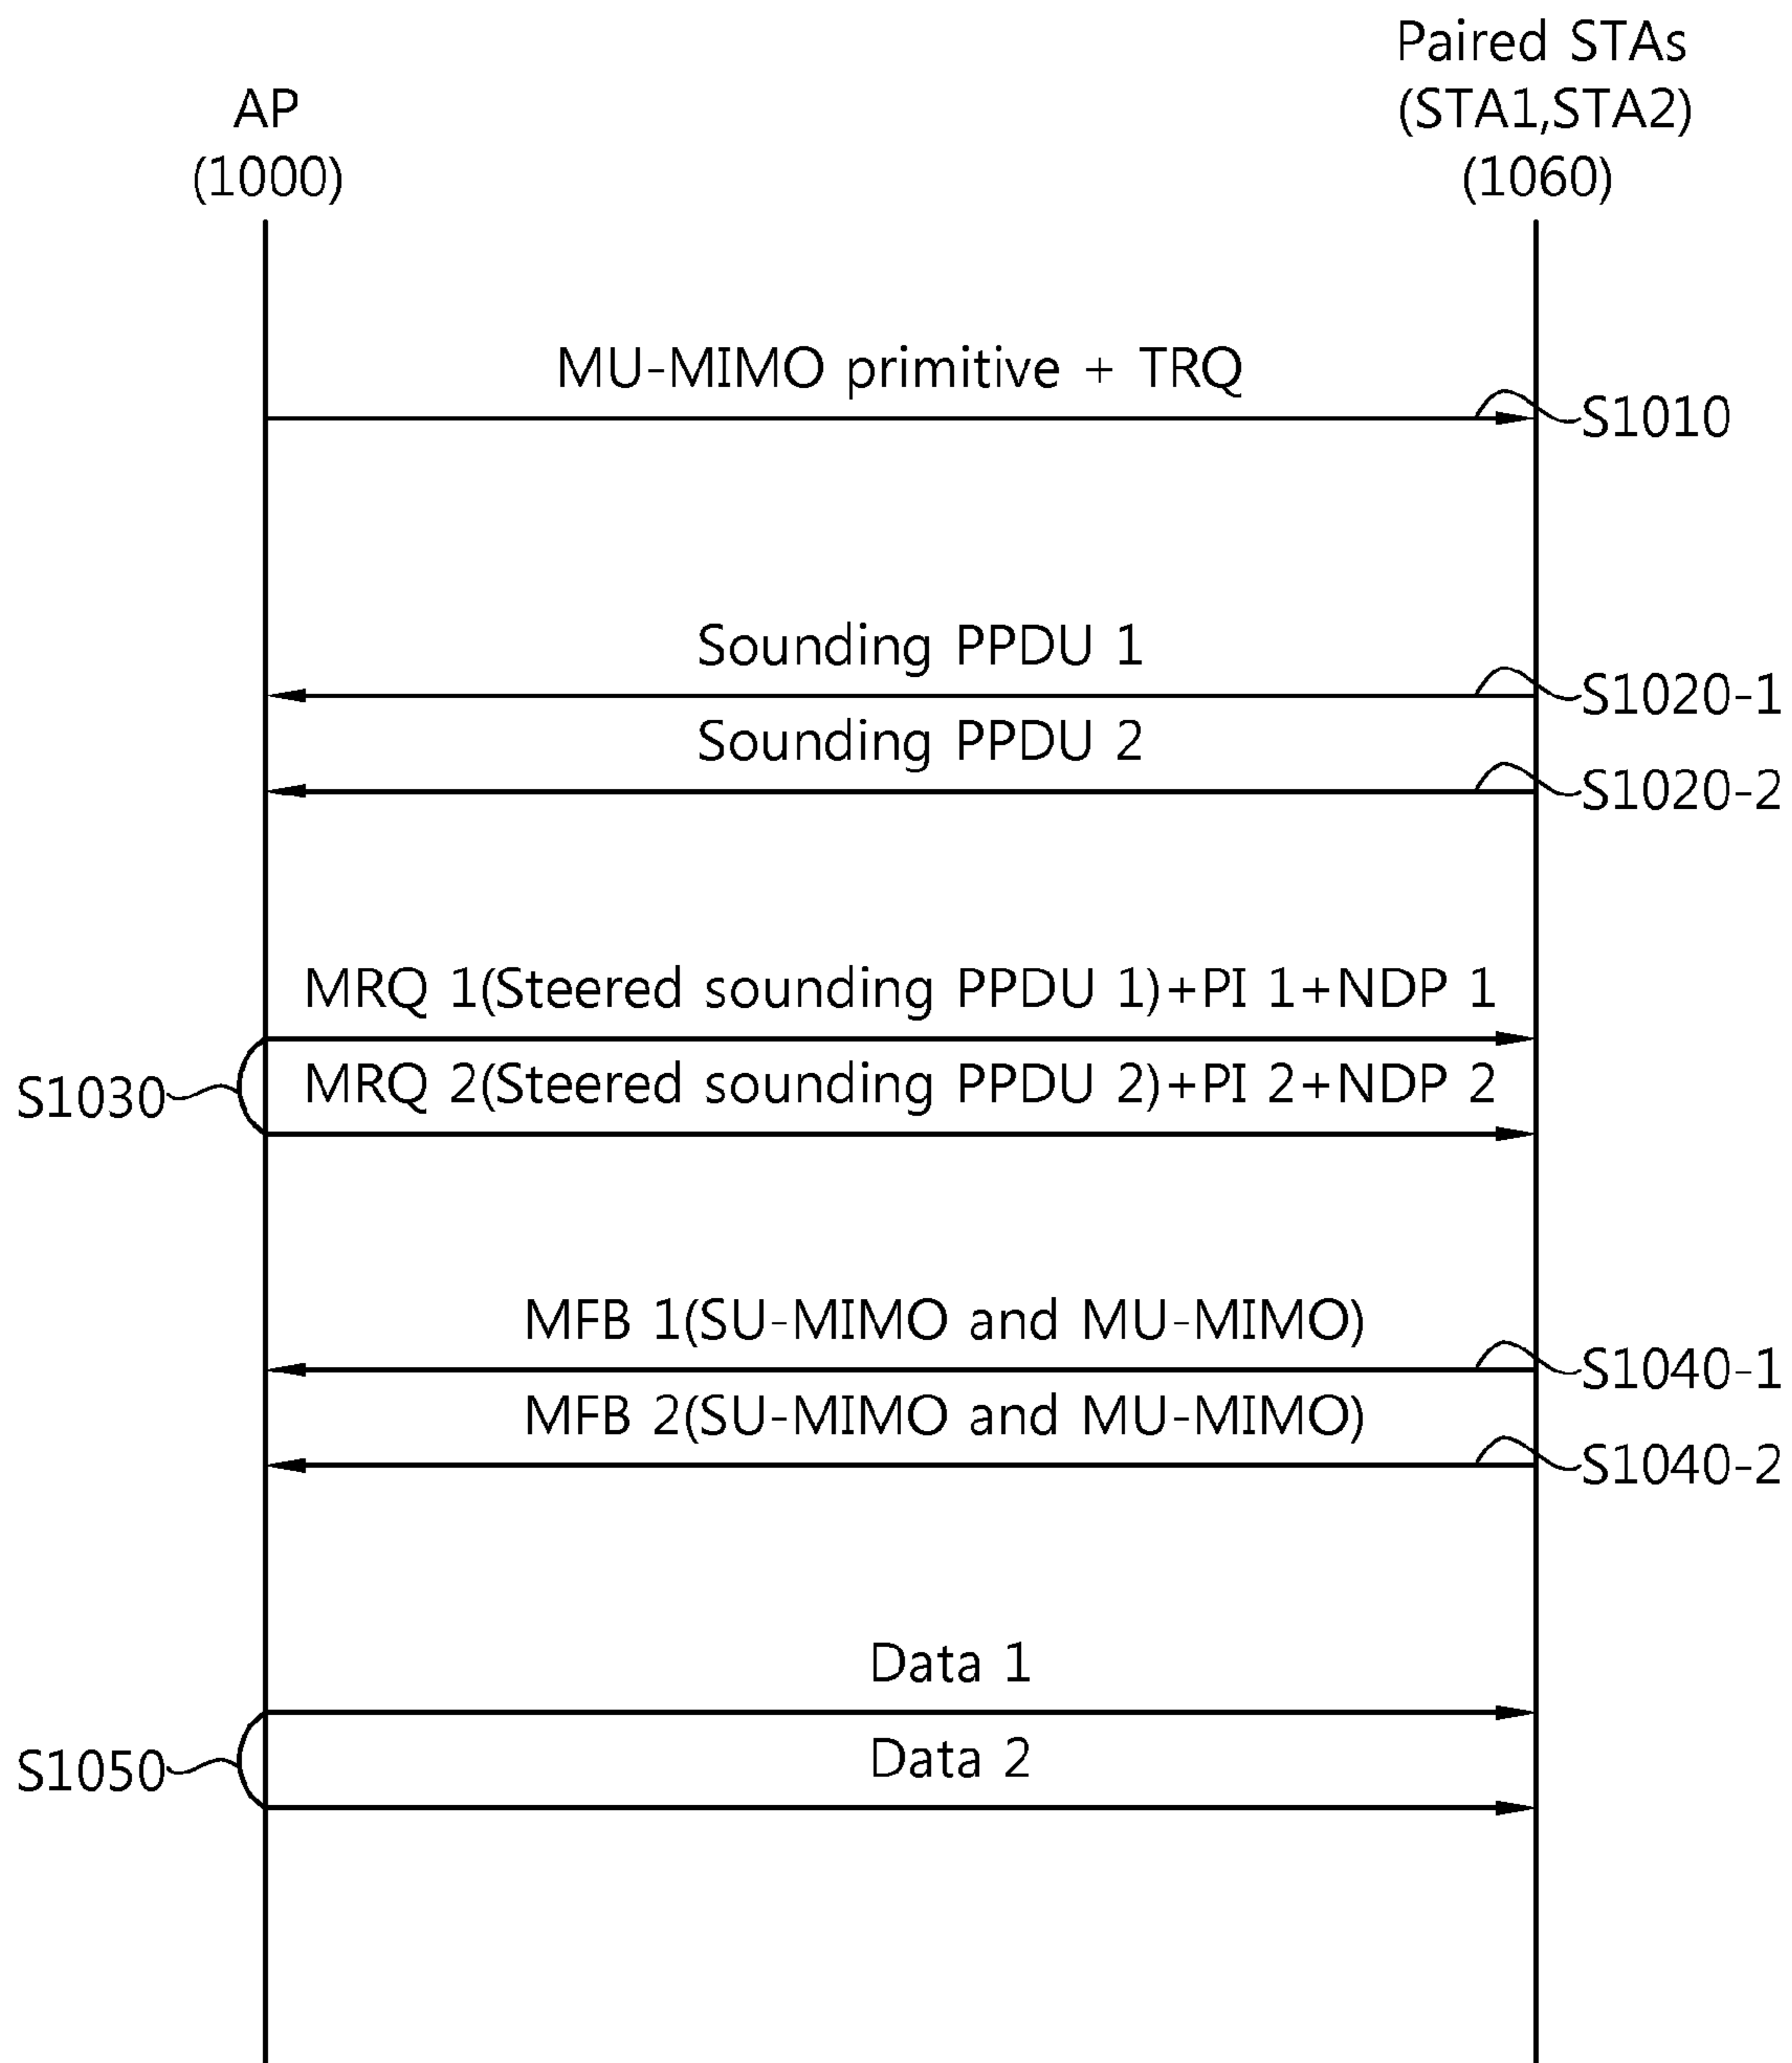 Paired STAs
AP
(STA1,STA2)
(1000)
(1060)
MU-MIMO primitive + TRQ
S1010
Sounding PPDU 1
S1020-1
Sounding PPDU 2
S1020-2
MRQ 1(Steered sounding PPDU 1)+PI 1+NDP 1
S1030
MRQ 2(Steered sounding PPDU 2)+PI 2+NDP 2
MFB 1(SU-MIMO and MU-MIMO)
S1040-1
MFB 2(SU-MIMO and MU-MIMO)
S1040-2
Data 1
S1050
Data 2